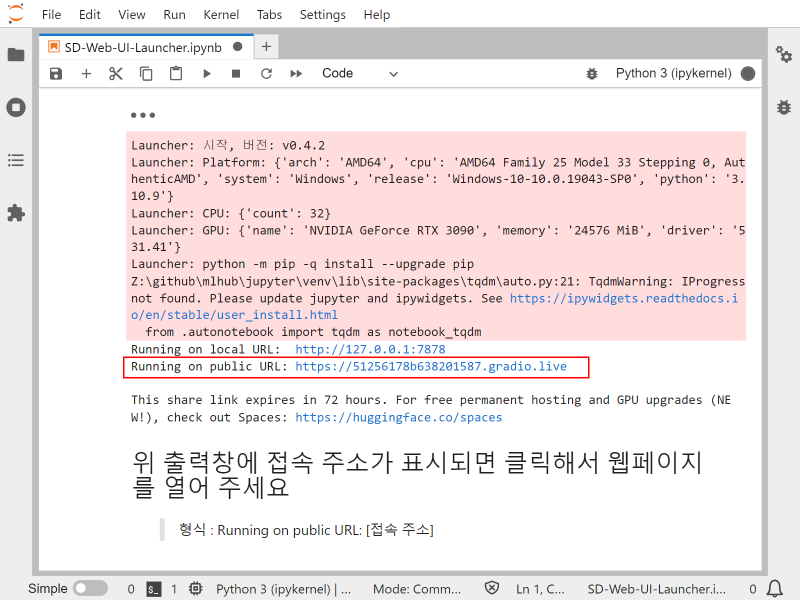 File Edit View Run Kernel Tabs Settings Help
SD-Web-UI-Launcher.ipynb
Code Python 3 (ipykernel)
Launcher: 시작, 버전: v0.4.2
Launcher: Platform: {'arch': 'AMD64', 'cpu': 'AMD64 Family 25 Model 33 Stepping 0, Aut
henticAMD', 'system': 'Windows', 'release': 'Windows-10-10.0.19043-SP0', 'python': '3.
10.9'}
Launcher: CPU: {'count': 32}
Launcher: GPU: {'name': 'NVIDIA GeForce RTX 3090', 'memory': '24576 MiB', 'driver': '5
31.41'}
Launcher: python -m pip -q install --upgrade pip
Z:\github\mlhub\jupyter\venv\lib\site-packages\tqdm\auto.py:21: TqdmWarning: IProgress
not found. Please update jupyter and ipywidgets. See https://ipywidgets.readthedocs.i
o/en/stable/user_install.html
from .autonotebook import tqdm as notebook_tqdm
Running on local URL: http://127.0.0.1:7878
Running on public URL: https://51256178b638201587.gradio.live
This share link expires in 72 hours. For free permanent hosting and GPU upgrades (NE
W!), check out Spaces: https://huggingface.co/spaces
위 출력창에 접속 주소가 표시되면 클릭해서 웹페이지
를 열어 주세요
형식 : Running on public URL: [접속 주소]
Simple 0 $_ 1 Python 3 (ipykernel) | ... Mode: Comm... Ln 1, C... SD-Web-UI-Launcher.i... 0